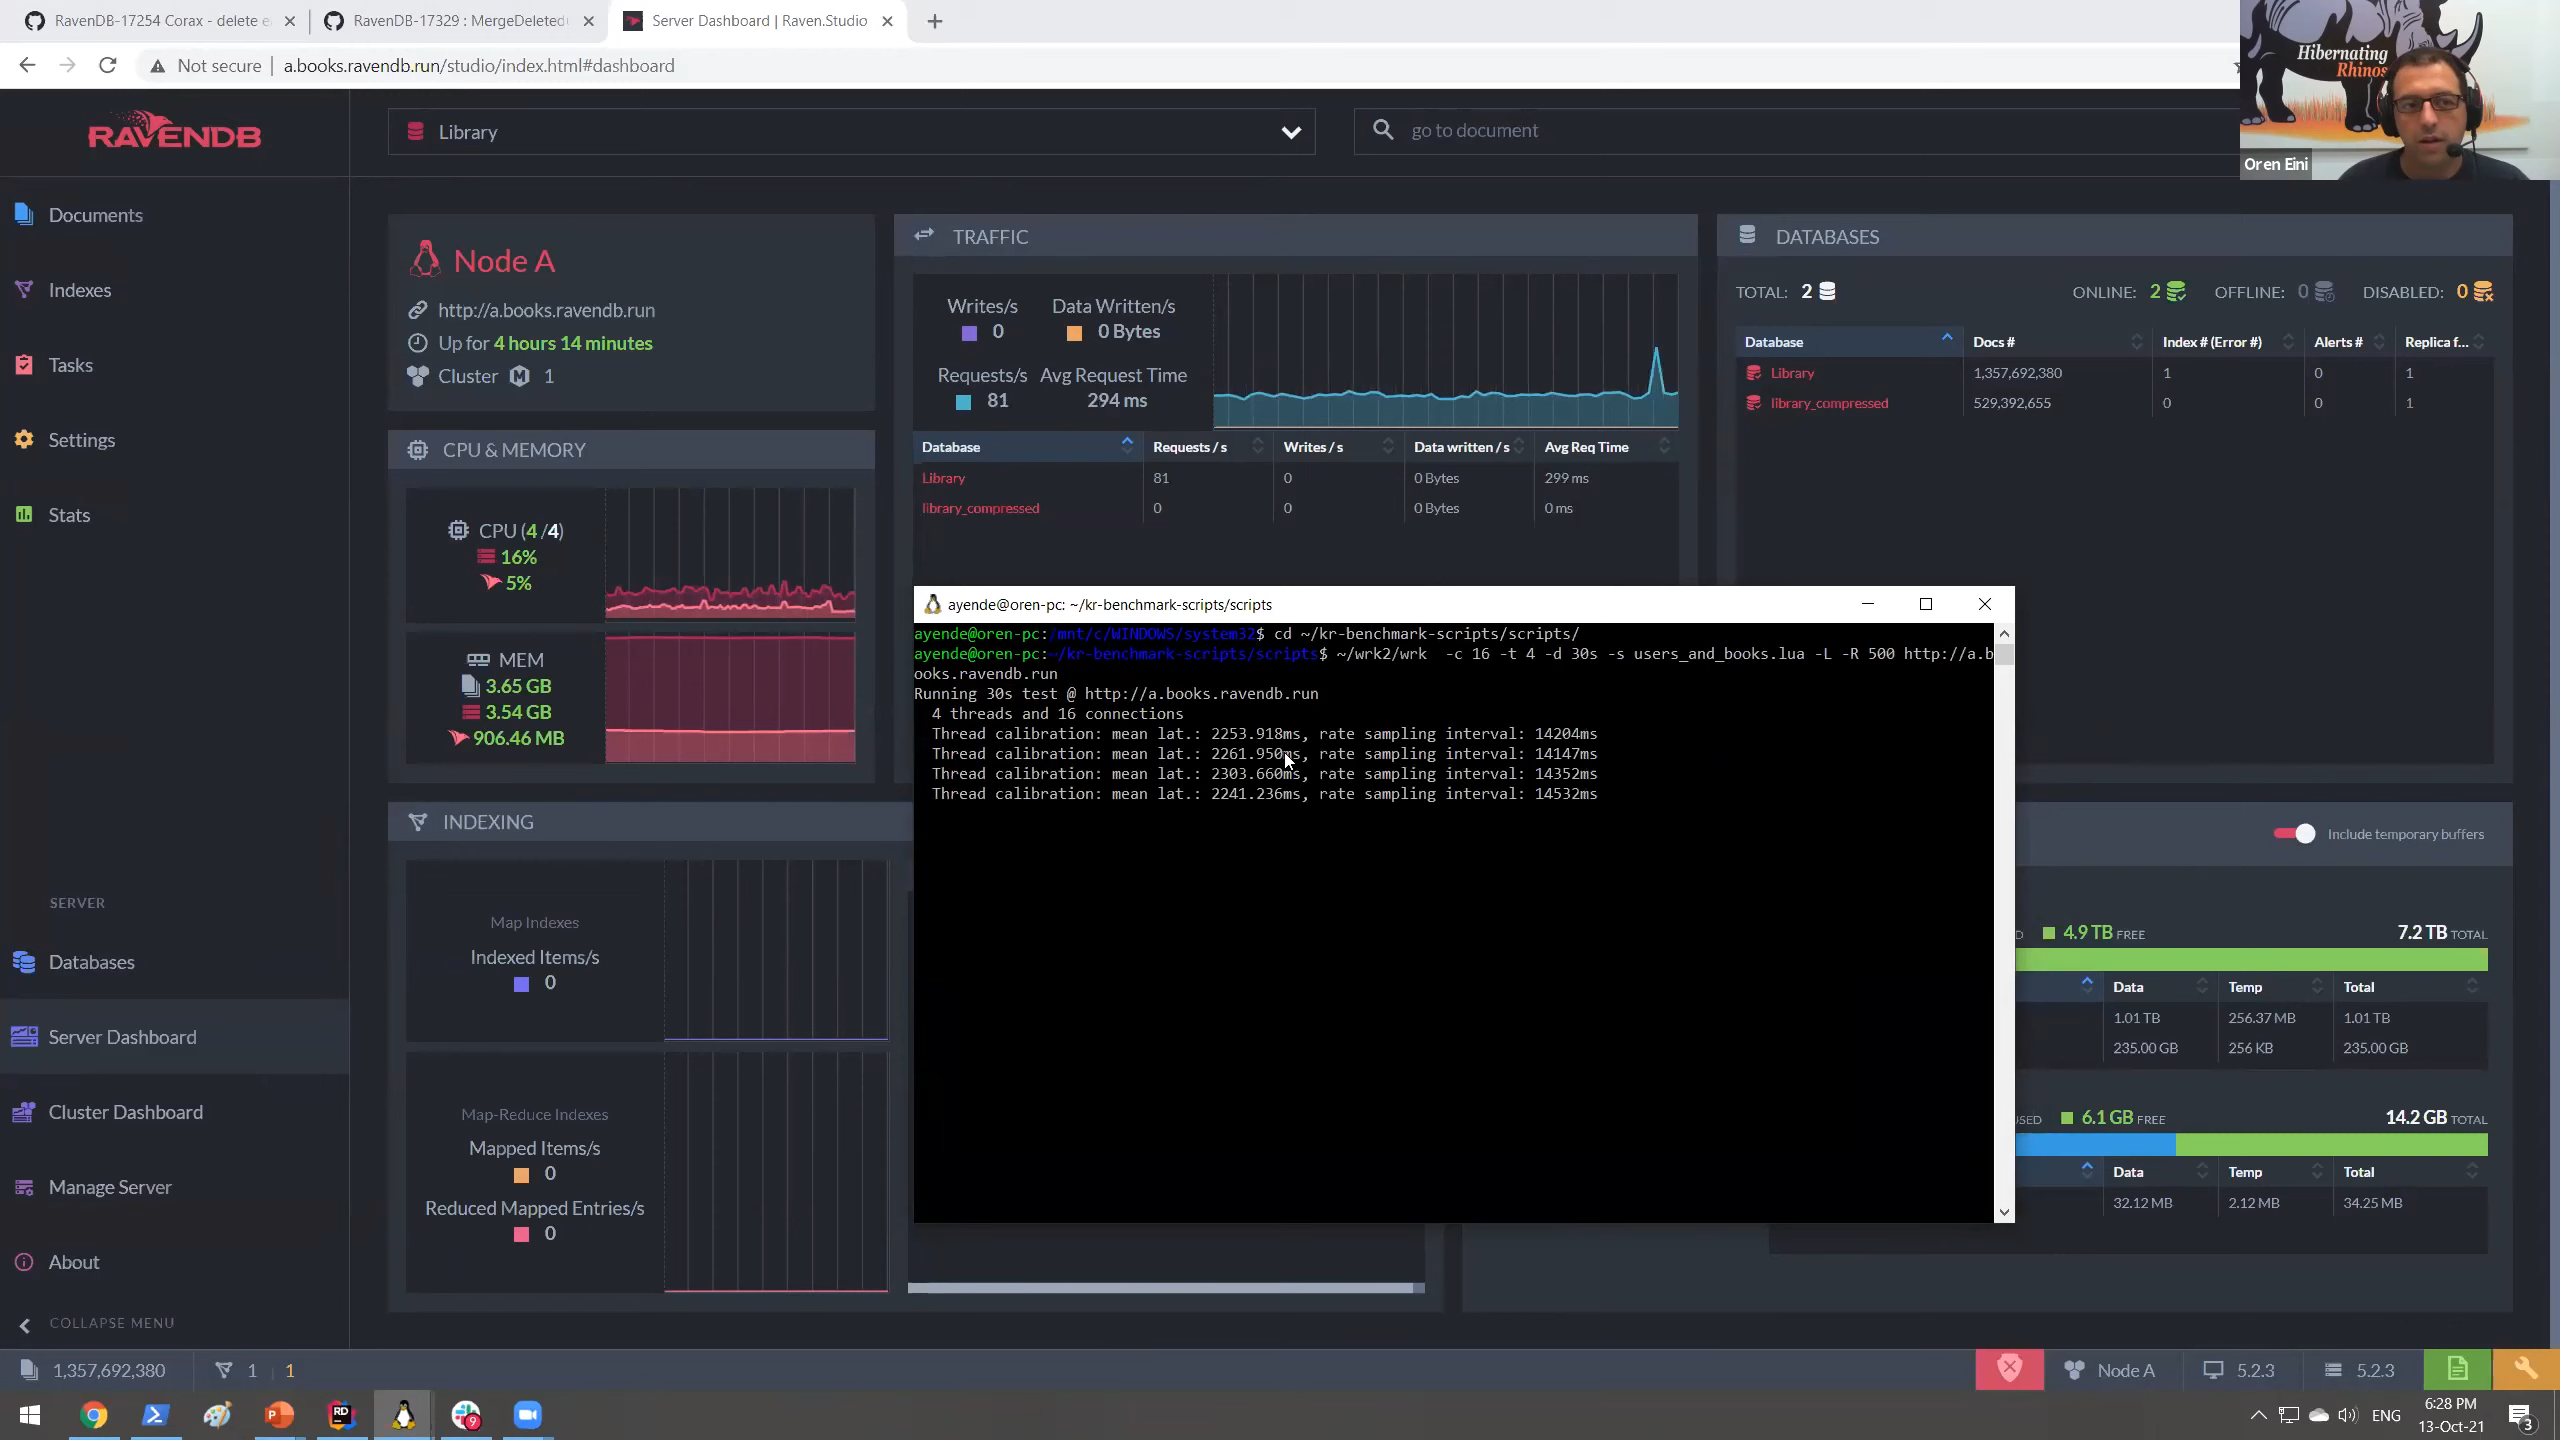 RavenDB-17254 Corax - delete e
RavenDB-17329 : MergeDeleted
Server Dashboard | Raven.Studio
Not secure
a.books.ravendb.run/studio/index.html#dashboard
Hibernating
Rhinos
Oren Eini
RAVENDB
Library
go to document
Documents
Indexes
Tasks
Settings
Stats
SERVER
Databases
Server Dashboard
Cluster Dashboard
Manage Server
About
COLLAPSE MENU
Node A
http://a.books.ravendb.run
Up for 4 hours 14 minutes
Cluster 1
CPU & MEMORY
CPU (4 /4)
16%
5%
MEM
3.65 GB
3.54 GB
906.46 MB
INDEXING
Map Indexes
Indexed Items/s
0
Map-Reduce Indexes
Mapped Items/s
0
Reduced Mapped Entries/s
0
TRAFFIC
Writes/s Data Written/s
0 0 Bytes
Requests/s Avg Request Time
81 294 ms
Database Requests / s Writes / s Data written / s Avg Req Time
Library 81 0 0 Bytes 299 ms
library_compressed 0 0 0 Bytes 0 ms
DATABASES
TOTAL: 2 ONLINE: 2 OFFLINE: 0 DISABLED: 0
Database Docs # Index # (Error #) Alerts # Replica f...
Library 1,357,692,380 1 0 1
library_compressed 529,392,655 0 0 1
ayende@oren-pc: ~/kr-benchmark-scripts/scripts
ayende@oren-pc:/mnt/c/WINDOWS/system32$ cd ~/kr-benchmark-scripts/scripts/
ayende@oren-pc:~/kr-benchmark-scripts/scripts$ ~/wrk2/wrk -c 16 -t 4 -d 30s -s users_and_books.lua -L -R 500 http://a.b
ooks.ravendb.run
Running 30s test @ http://a.books.ravendb.run
4 threads and 16 connections
Thread calibration: mean lat.: 2253.918ms, rate sampling interval: 14204ms
Thread calibration: mean lat.: 2261.950ms, rate sampling interval: 14147ms
Thread calibration: mean lat.: 2303.660ms, rate sampling interval: 14352ms
Thread calibration: mean lat.: 2241.236ms, rate sampling interval: 14532ms
Include temporary buffers
D 4.9 TB FREE 7.2 TB TOTAL
Data Temp Total
1.01 TB 256.37 MB 1.01 TB
235.00 GB 256 KB 235.00 GB
USED 6.1 GB FREE 14.2 GB TOTAL
Data Temp Total
32.12 MB 2.12 MB 34.25 MB
1,357,692,380 1 1
Node A 5.2.3 5.2.3
RD
9
ENG
6:28 PM
13-Oct-21
3